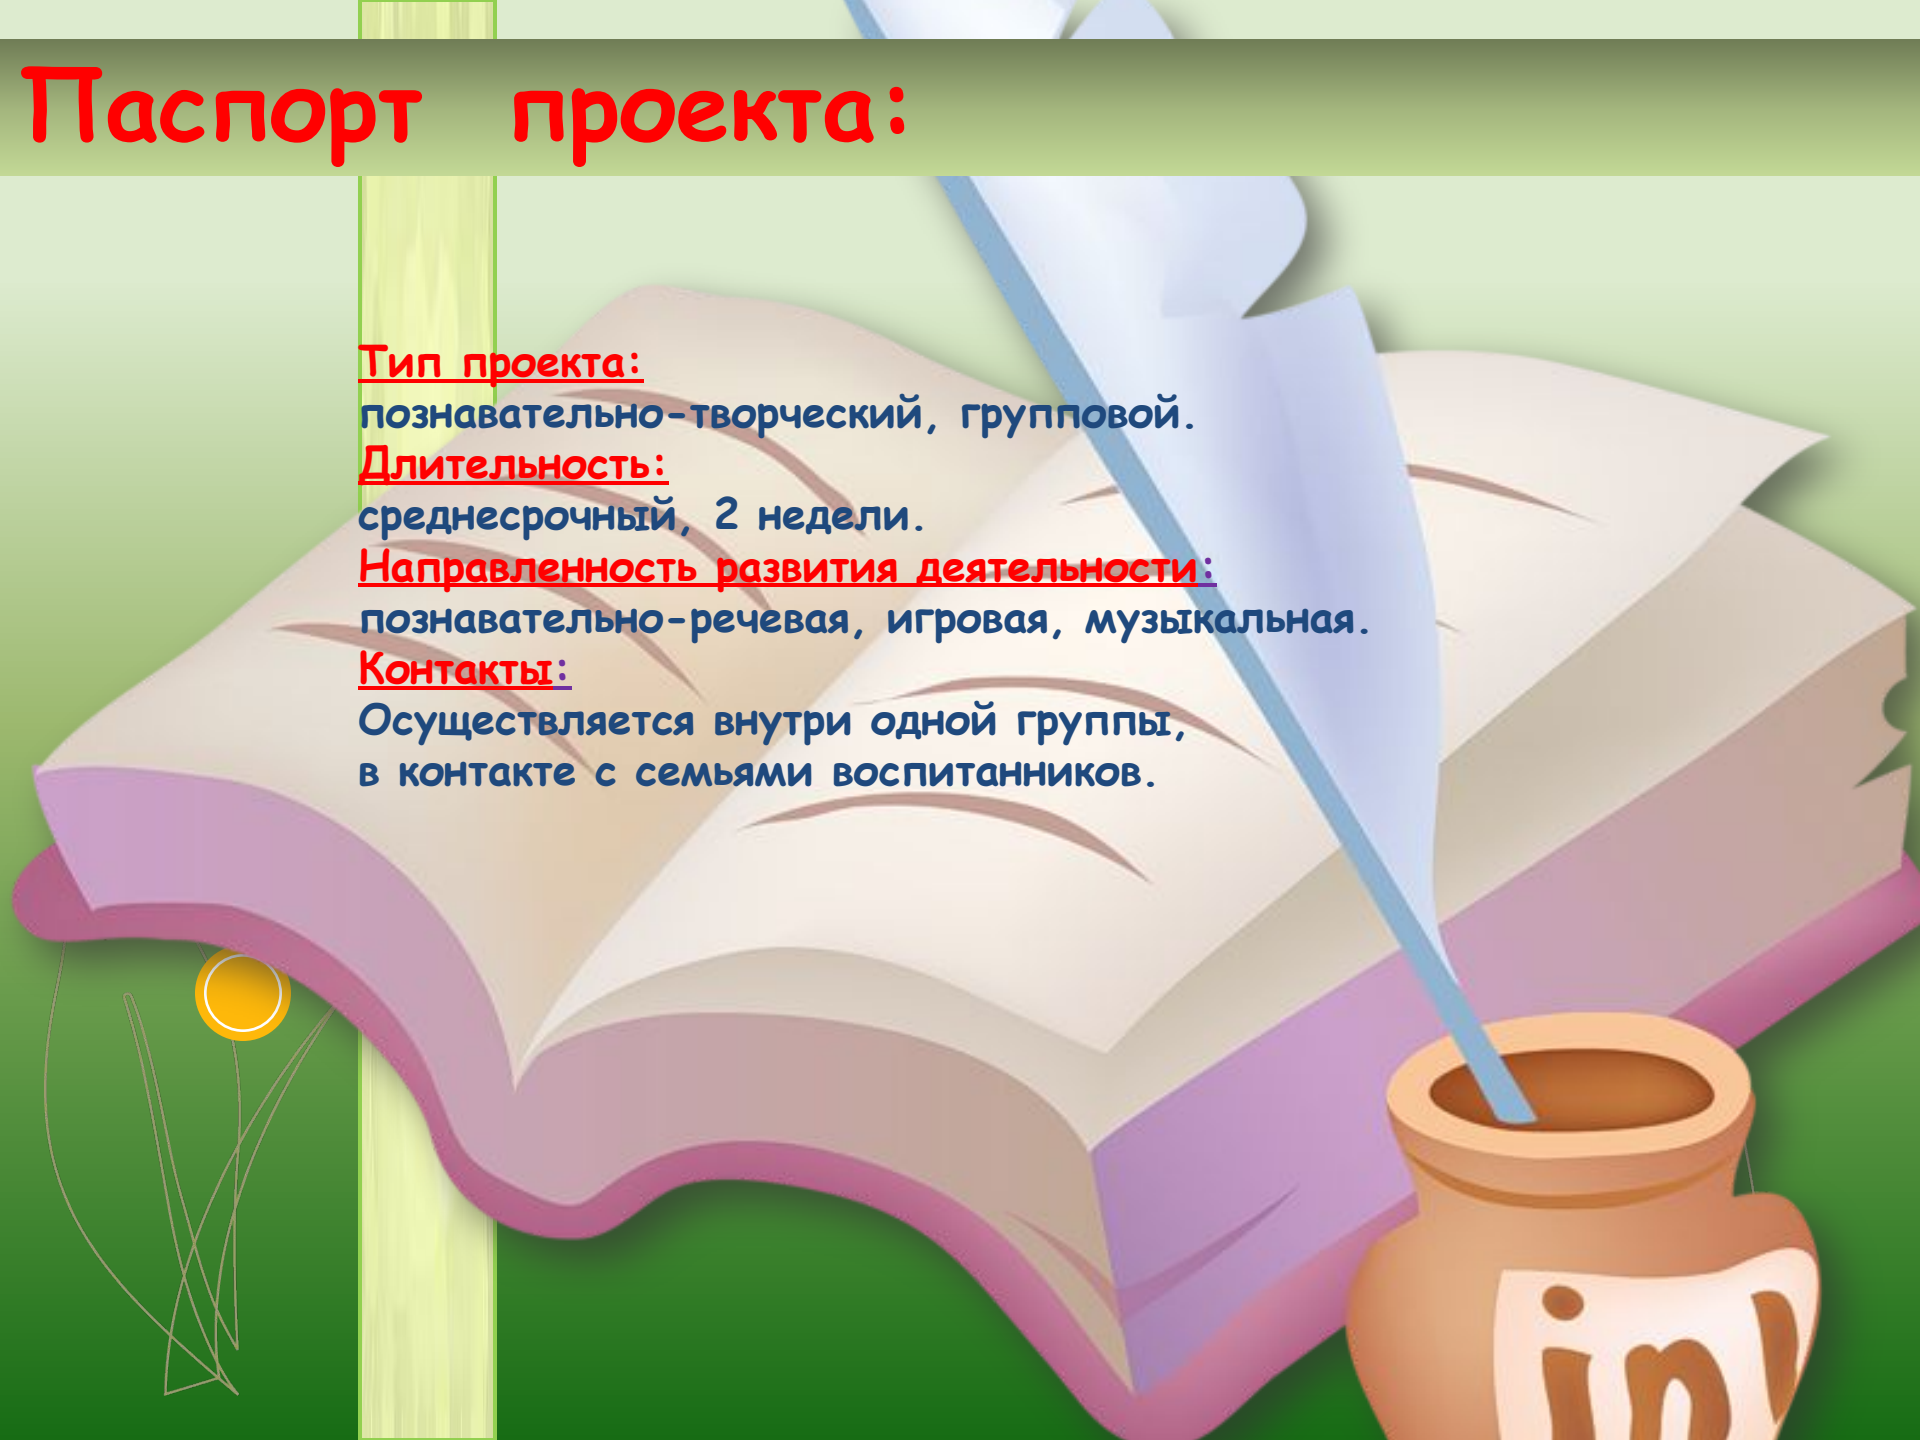 Паспорт проекта:
Тип проекта:
познавательно-творческий, групповой.
Длительность:
среднесрочный, 2 недели.
Направленность развития деятельности:
познавательно-речевая, игровая, музыкальная.
Контакты:
Осуществляется внутри одной группы,
в контакте с семьями воспитанников.